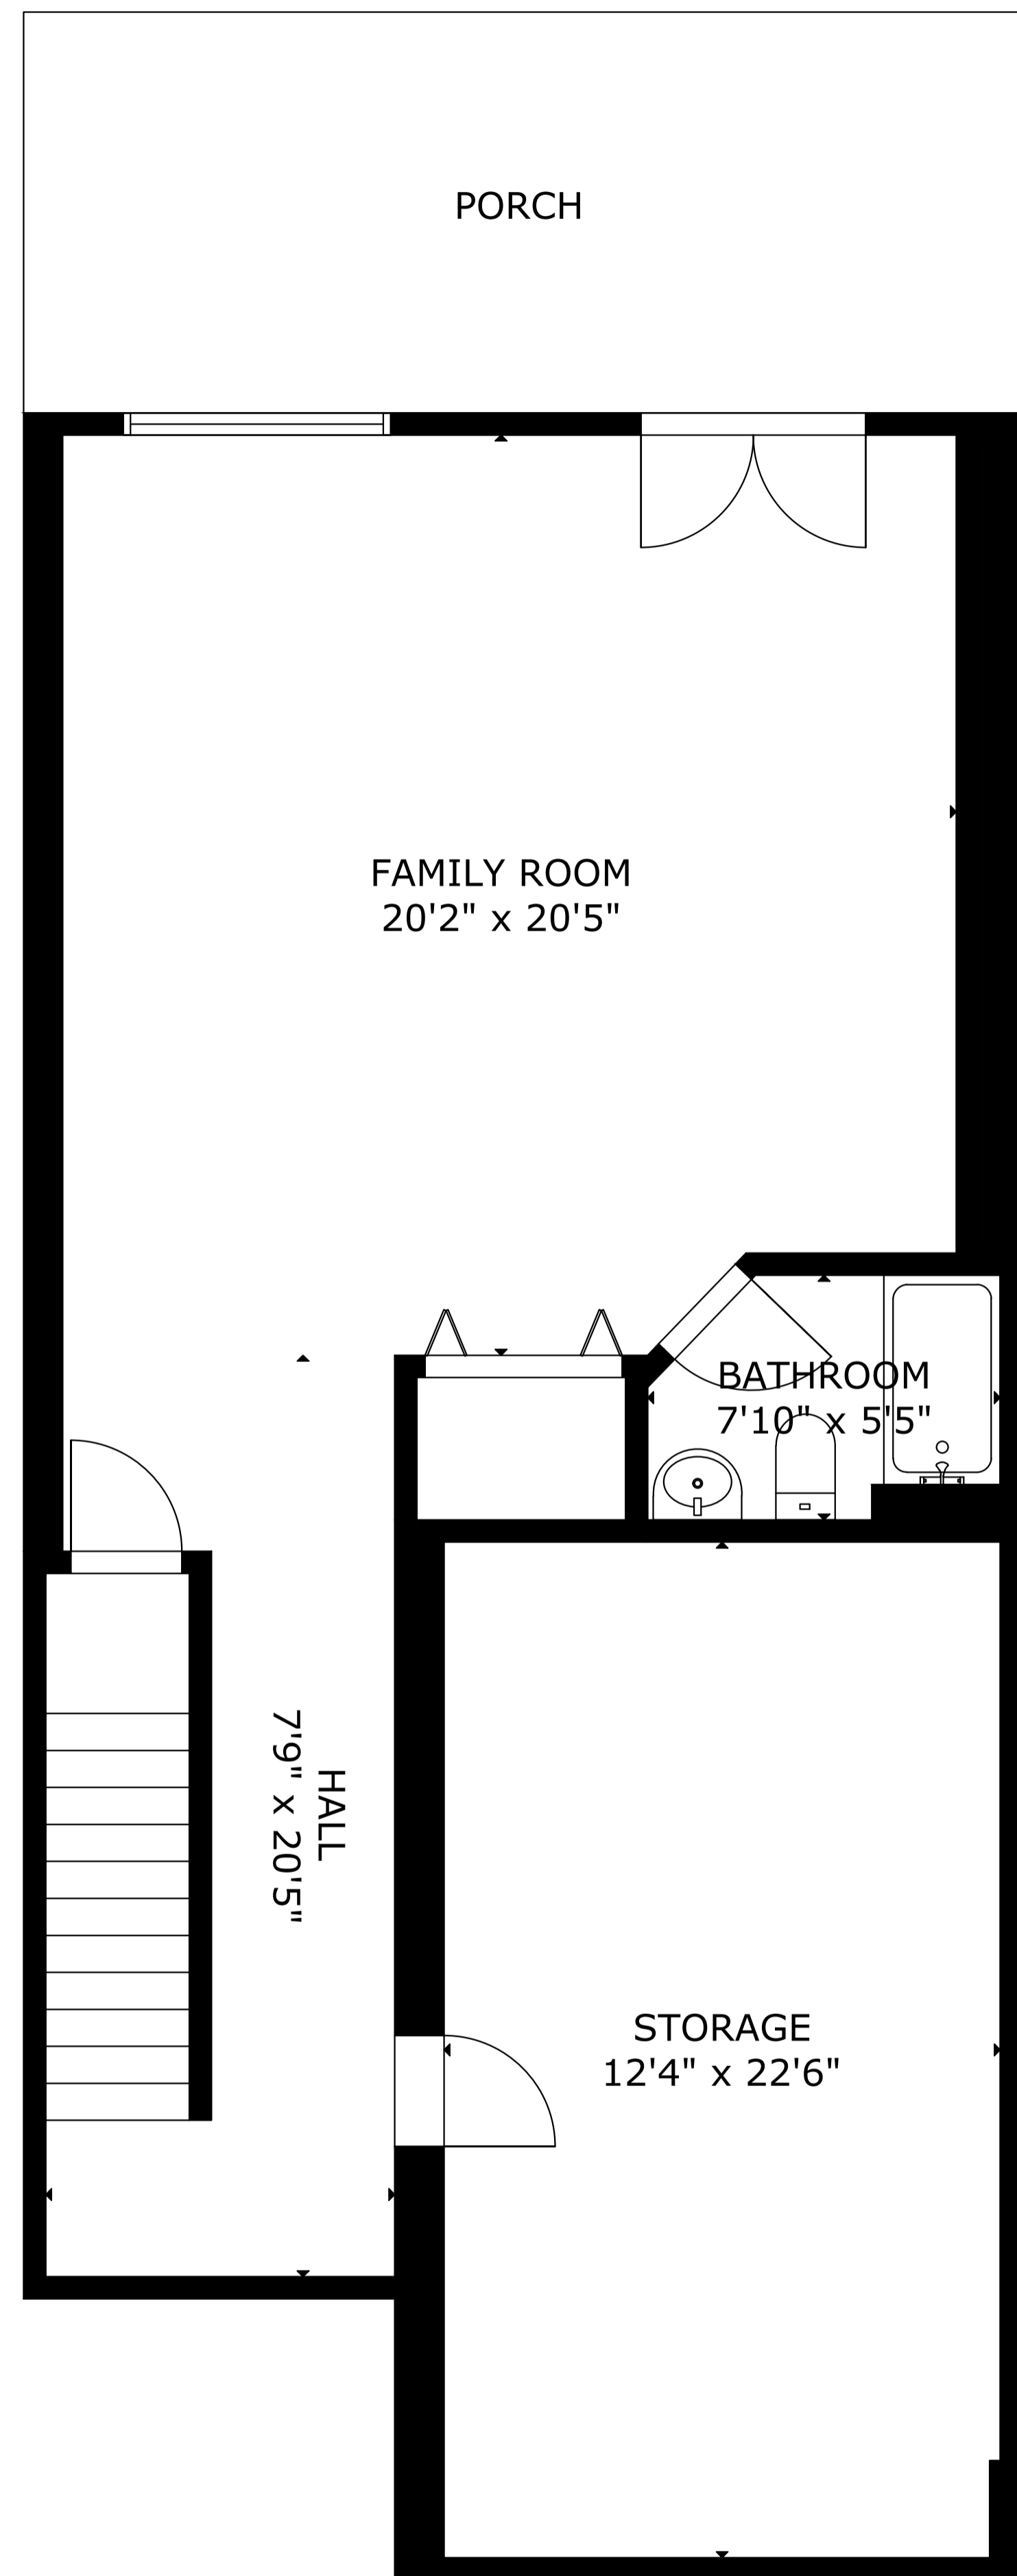 PORCH
FAMILY ROOM
20'2" x 20'5"
BATHROOM
7'10" x 5'5"
HALL
7'9" x 20'5"
STORAGE
12'4" x 22'6"